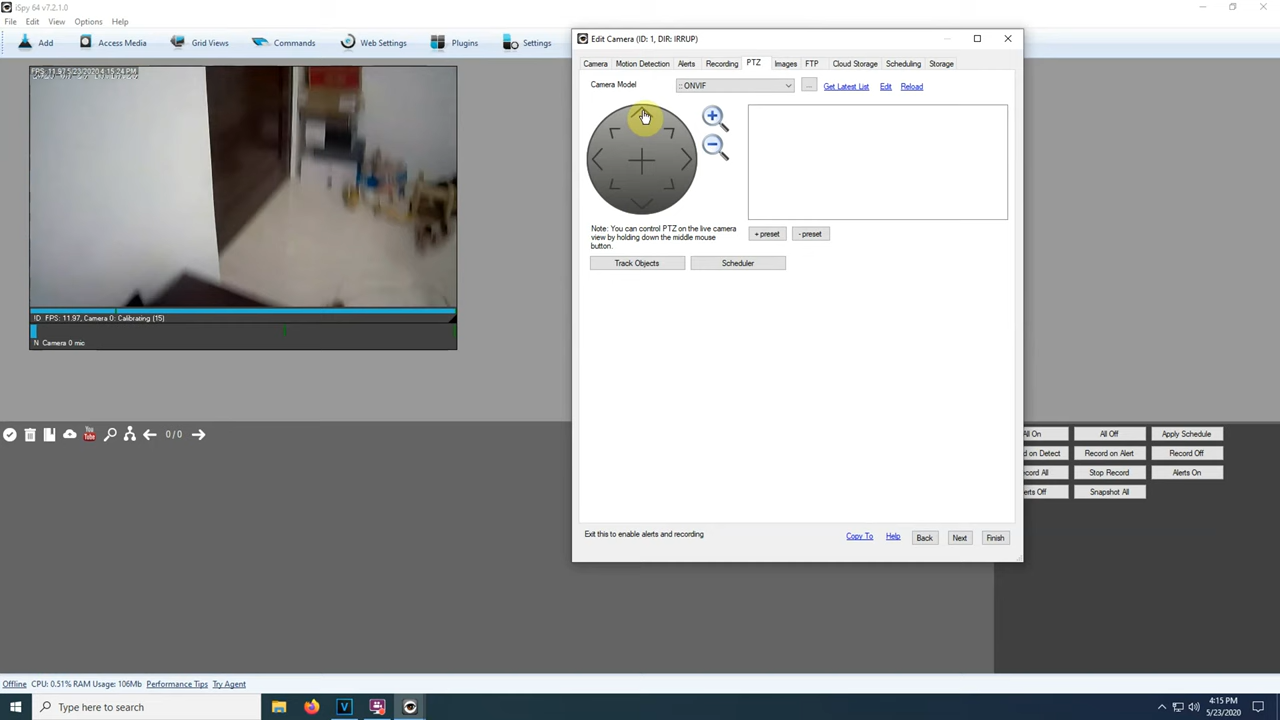 iSpy 64 v7.2.1.0
File Edit View Options Help
Add Access Media Grid Views Commands Web Settings Plugins Settings
Edit Camera (ID: 1, DIR: IRRUP)
Camera Motion Detection Alerts Recording PTZ Images FTP Cloud Storage Scheduling Storage
Camera Model :: ONVIF ... Get Latest List Edit Reload
Note: You can control PTZ on the live camera
view by holding down the middle mouse
button.
+ preset - preset
Track Objects Scheduler
!D FPS: 11.97, Camera 0: Calibrating (15)
N Camera 0 mic
You
Tube
0 / 0
All On All Off Apply Schedule
d on Detect Record on Alert Record Off
cord All Stop Record Alerts On
erts Off Snapshot All
Exit this to enable alerts and recording
Copy To Help Back Next Finish
Offline CPU: 0.51% RAM Usage: 106Mb Performance Tips Try Agent
Type here to search
V
4:15 PM
5/23/2020